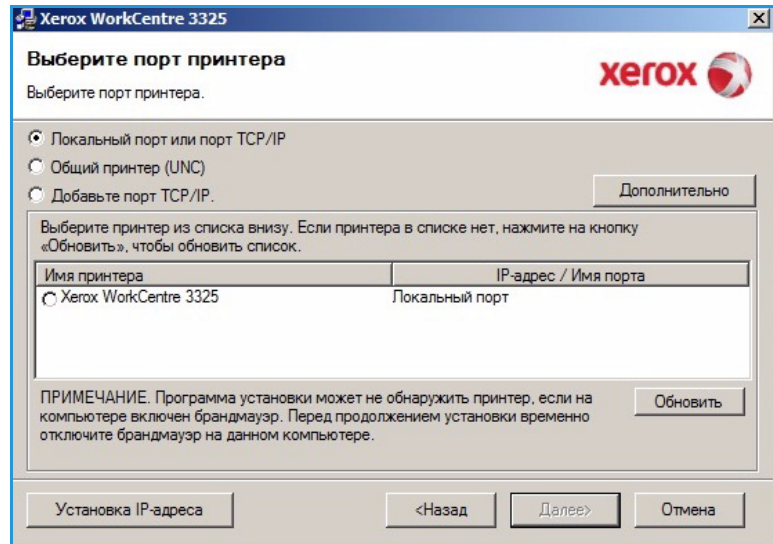 Xerox WorkCentre 3325
Выберите порт принтера
Выберите порт принтера.
xerox
Локальный порт или порт TCP/IP
Общий принтер (UNC)
Добавьте порт TCP/IP.
Дополнительно
Выберите принтер из списка внизу. Если принтера в списке нет, нажмите на кнопку
«Обновить», чтобы обновить список.
Имя принтера IP-адрес / Имя порта
Xerox WorkCentre 3325 Локальный порт
ПРИМЕЧАНИЕ. Программа установки может не обнаружить принтер, если на
компьютере включен брандмауэр. Перед продолжением установки временно
отключите брандмауэр на данном компьютере.
Обновить
Установка IP-адреса <Назад Далее> Отмена